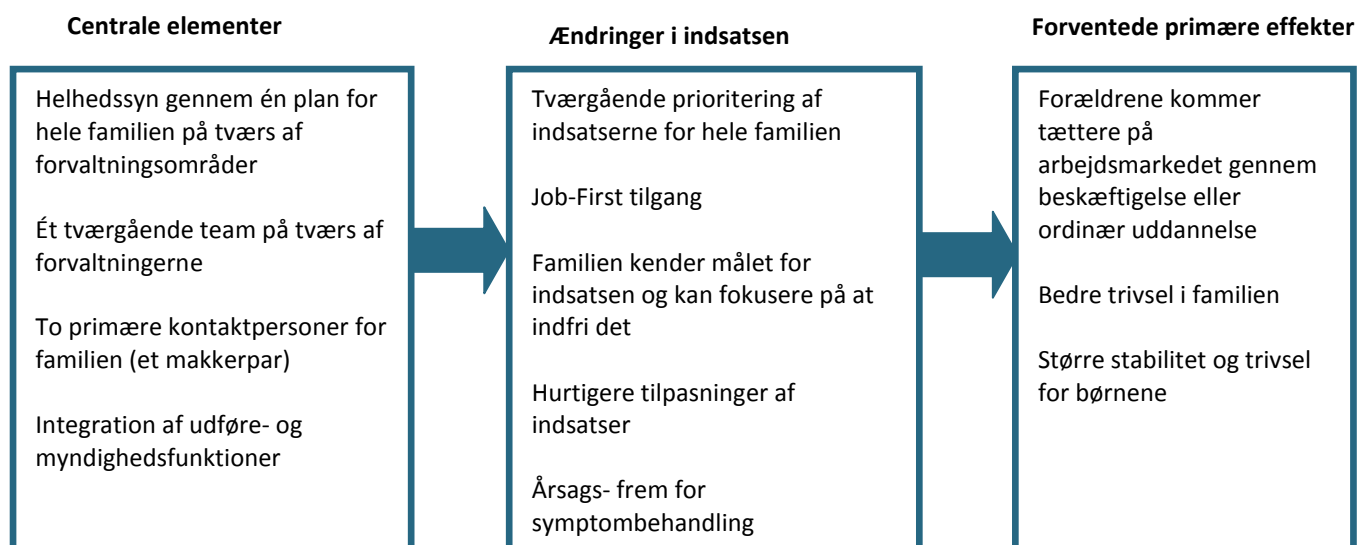 Centrale elementer
Helhedssyn gennem én plan for
hele familien på tværs af
forvaltningsområder
Ét tværgående team på tværs af
forvaltningerne
To primære kontaktpersoner for
familien (et makkerpar)
Integration af udføre- og
myndighedsfunktioner
Ændringer i indsatsen
Tværgående prioritering af
indsatserne for hele familien
Job-First tilgang
Familien kender målet for
indsatsen og kan fokusere på at
indfri det
Hurtigere tilpasninger af
indsatser
Årsags- frem for
symptombehandling
Forventede primære effekter
Forældrene kommer
tættere på
arbejdsmarkedet gennem
beskæftigelse eller
ordinær uddannelse
Bedre trivsel i familien
Større stabilitet og trivsel
for børnene